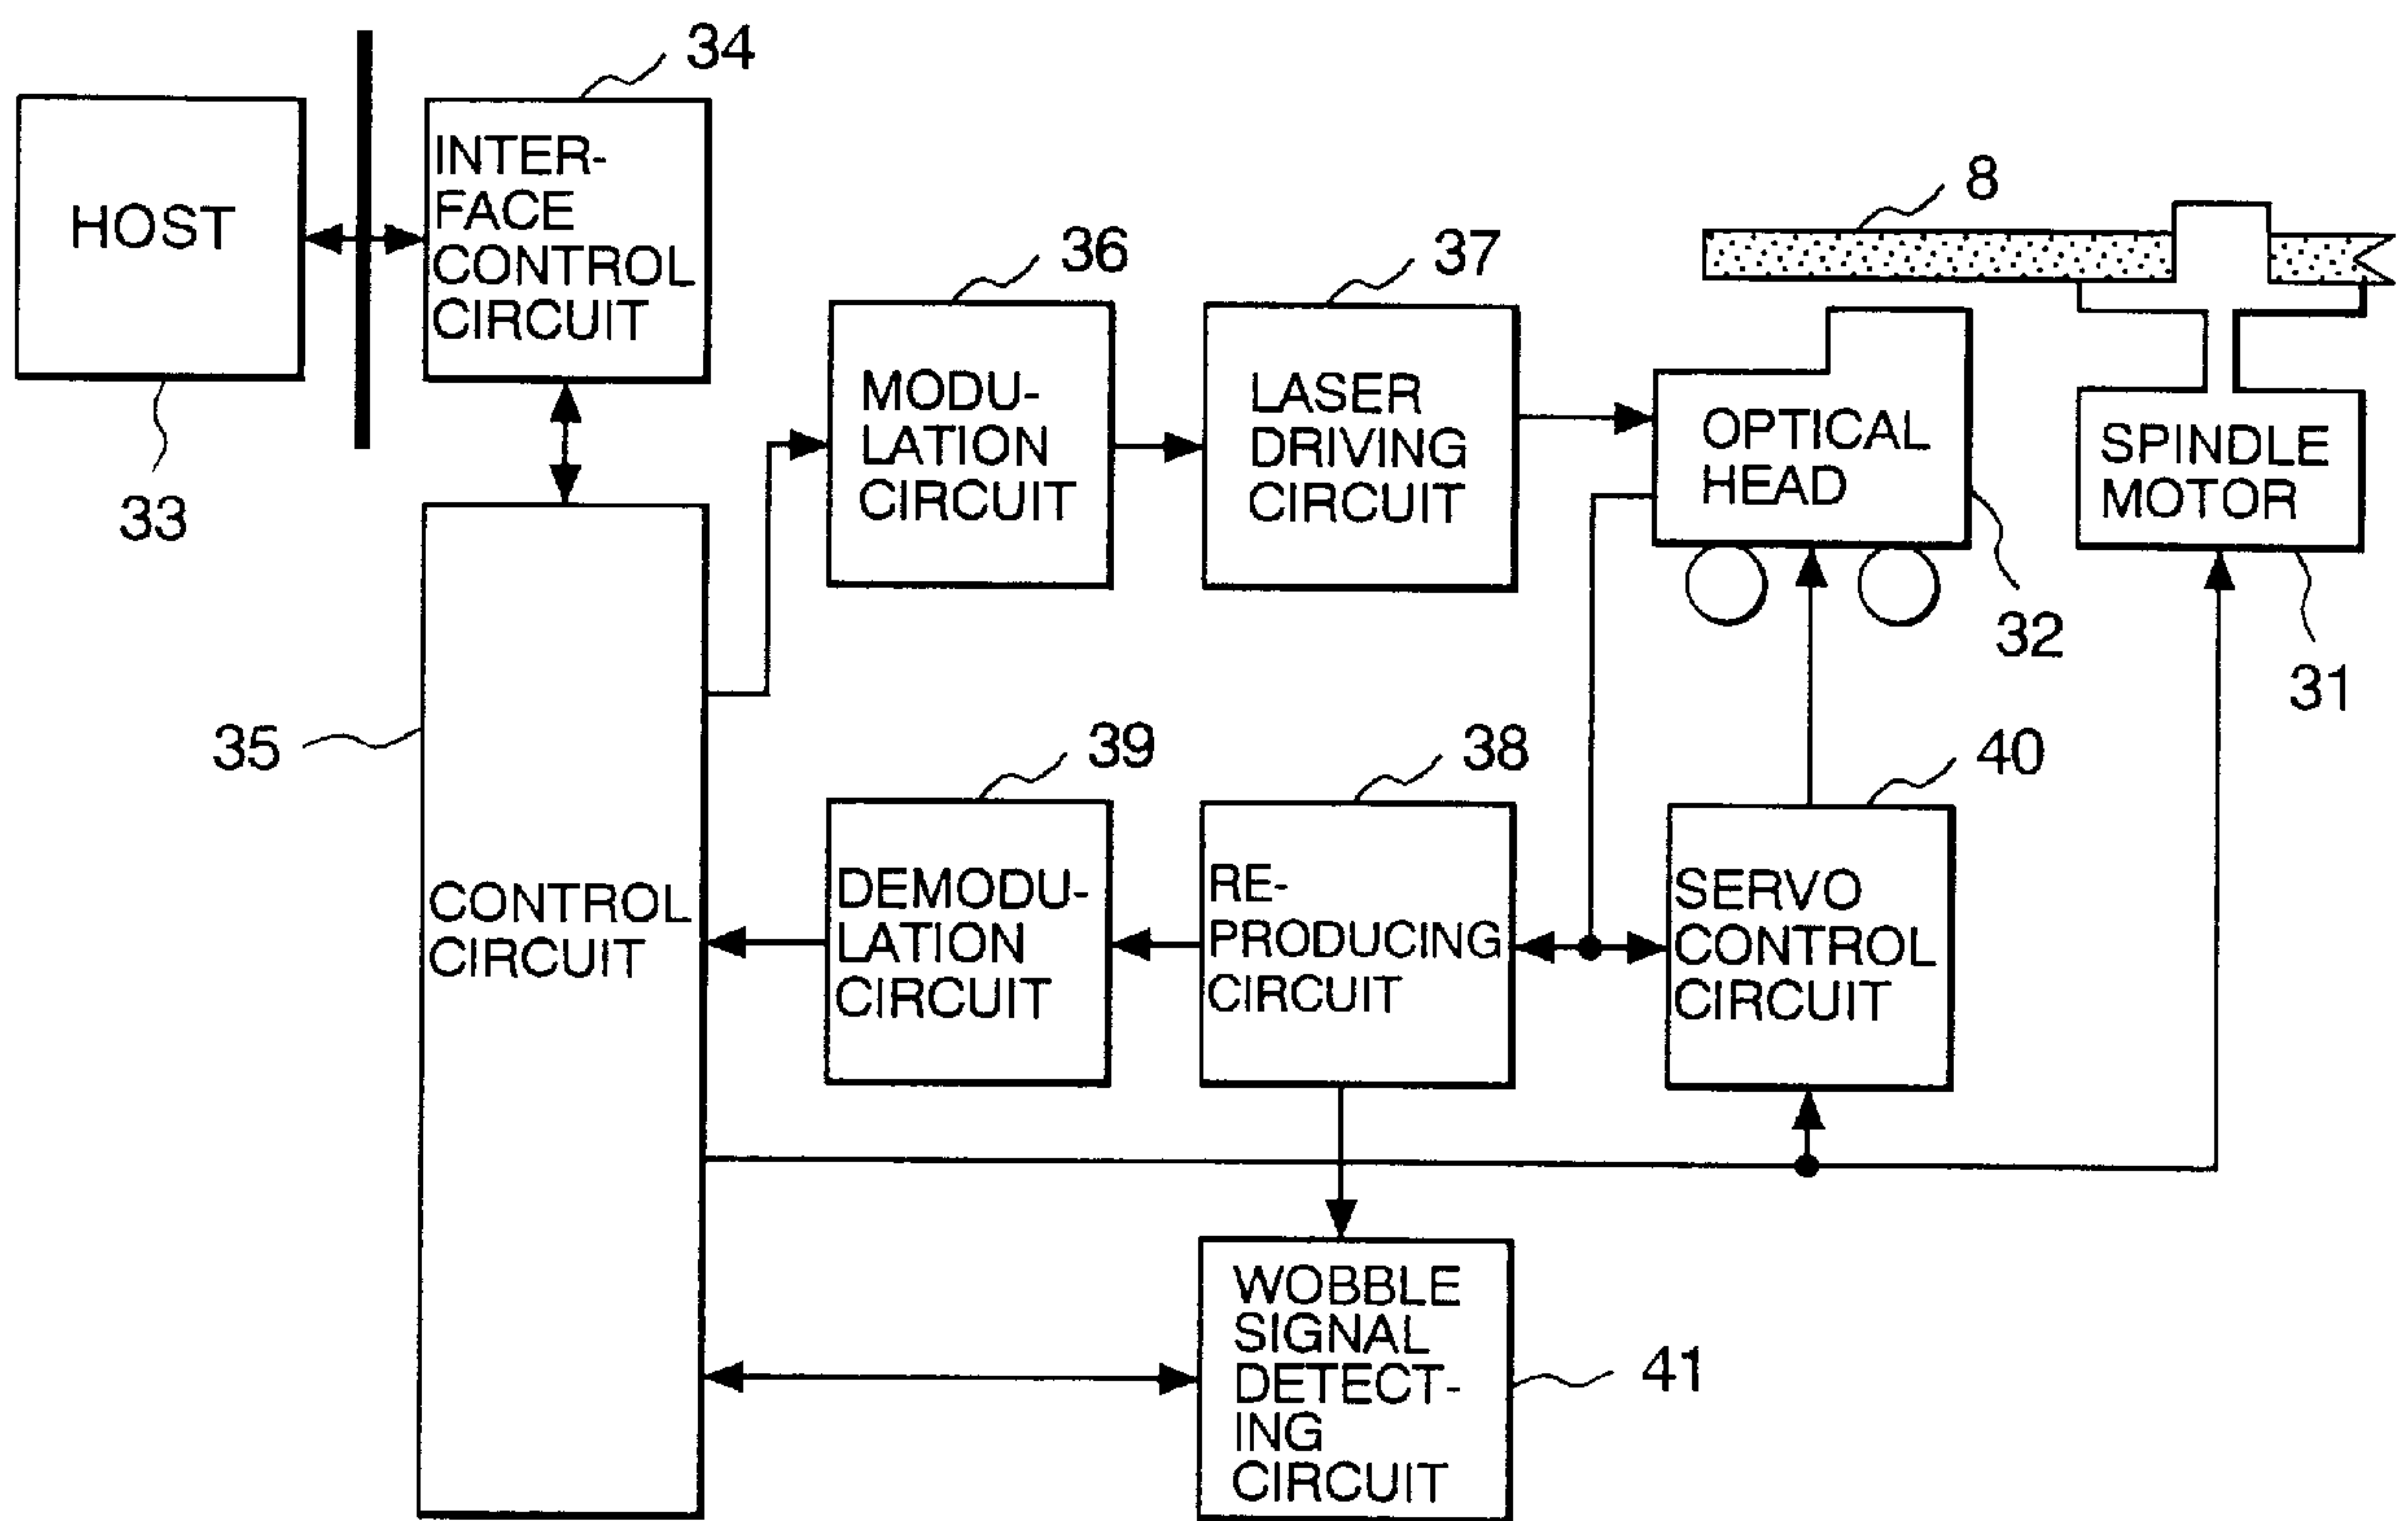 34
HOST
INTER-
FACE
CONTROL
CIRCUIT
33
8
36
37
MODU-
LATION
CIRCUIT
LASER
DRIVING
CIRCUIT
OPTICAL
HEAD
SPINDLE
MOTOR
32
31
35
39
38
40
CONTROL
CIRCUIT
DEMODU-
LATION
CIRCUIT
RE-
PRODUCING
CIRCUIT
SERVO
CONTROL
CIRCUIT
WOBBLE
SIGNAL
DETECT-
ING
CIRCUIT
41